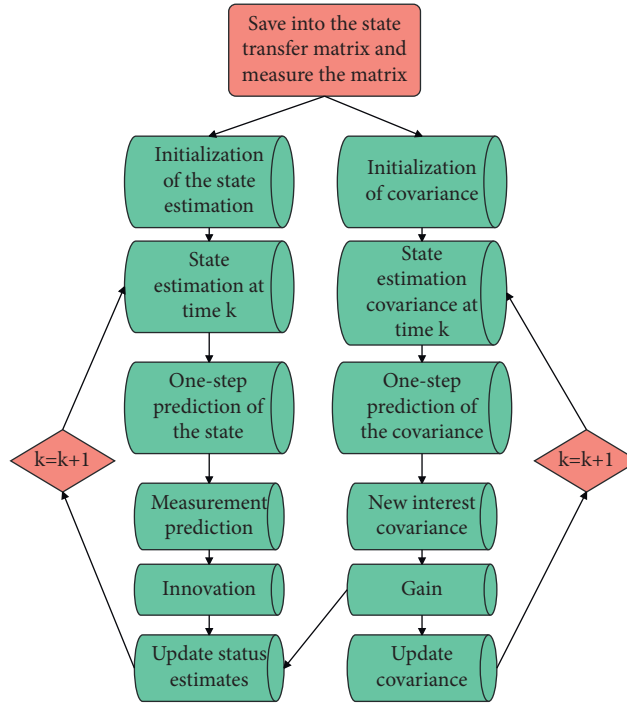 Save into the state
transfer matrix and
measure the matrix
Initialization
of the state
estimation
Initialization
of covariance
State
estimation at
time k
State
estimation
covariance at
time k
One-step
prediction of
the state
One-step
prediction of
the covariance
k=k+1
k=k+1
Measurement
prediction
New interest
covariance
Innovation
Gain
Update status
estimates
Update
covariance